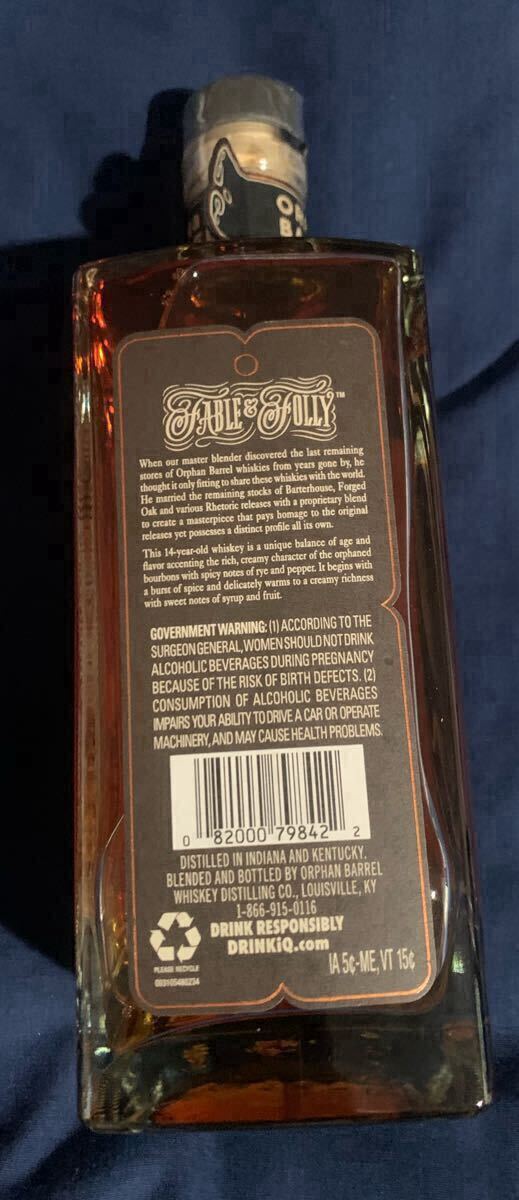 OR
BA
FABLE & FOLLY™
When our master blender discovered the last remaining
stores of Orphan Barrel whiskies from years gone by, he
thought it only fitting to share these whiskies with the world.
He married the remaining stocks of Barterhouse, Forged
Oak and various Rhetoric releases with a proprietary blend
to create a masterpiece that pays homage to the original
releases yet possesses a distinct profile all its own.
This 14-year-old whiskey is a unique balance of age and
flavor accenting the rich, creamy character of the orphaned
bourbons with spicy notes of rye and pepper. It begins with
a burst of spice and delicately warms to a creamy richness
with sweet notes of syrup and fruit.
GOVERNMENT WARNING: (1) ACCORDING TO THE
SURGEON GENERAL, WOMEN SHOULD NOT DRINK
ALCOHOLIC BEVERAGES DURING PREGNANCY
BECAUSE OF THE RISK OF BIRTH DEFECTS. (2)
CONSUMPTION OF ALCOHOLIC BEVERAGES
IMPAIRS YOUR ABILITY TO DRIVE A CAR OR OPERATE
MACHINERY, AND MAY CAUSE HEALTH PROBLEMS.
0 82000 79842 2
DISTILLED IN INDIANA AND KENTUCKY.
BLENDED AND BOTTLED BY ORPHAN BARREL
WHISKEY DISTILLING CO., LOUISVILLE, KY
1-866-915-0116
DRINK RESPONSIBLY
DRINKiQ.com
PLEASE RECYCLE
IA 5¢-ME, VT 15¢